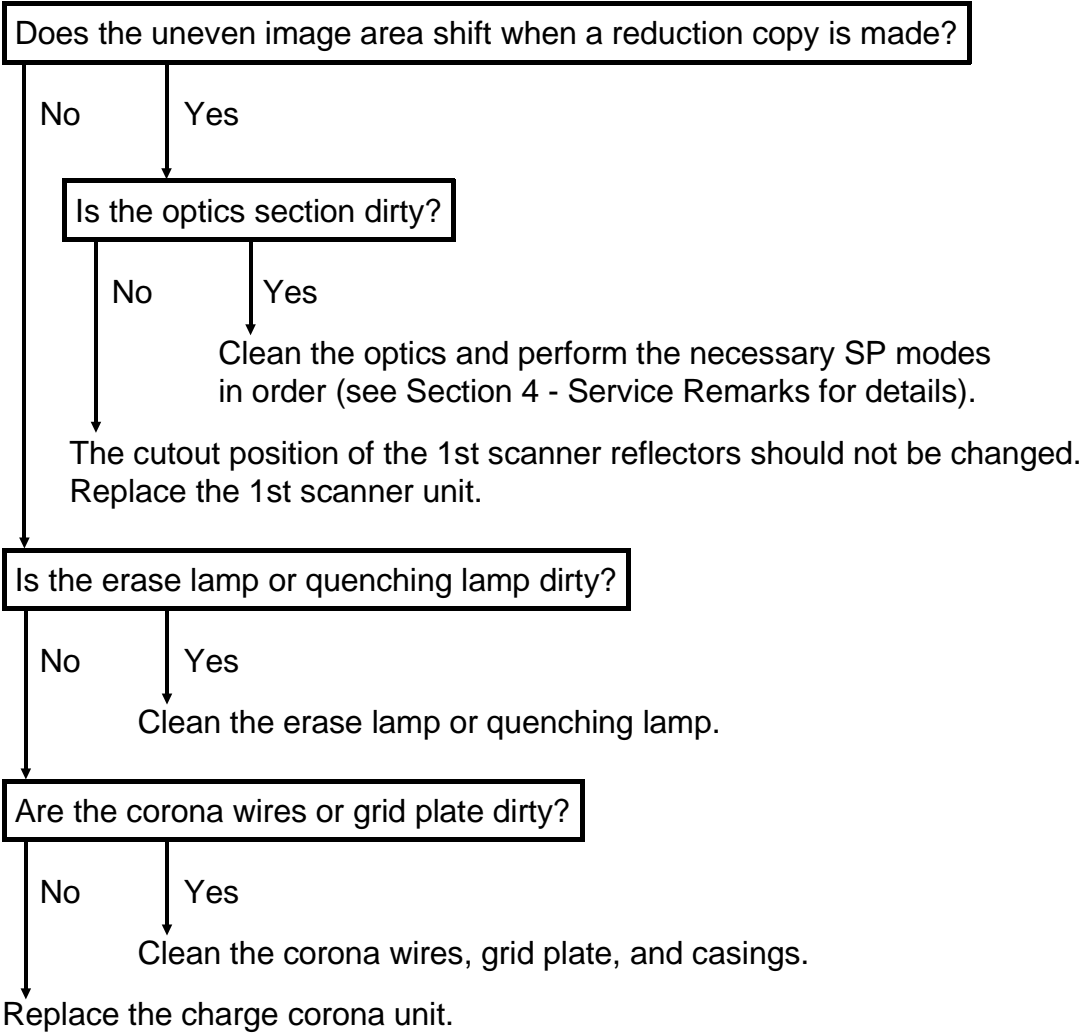 Does the uneven image area shift when a reduction copy is made?
No
Yes
Is the optics section dirty?
No
Yes
Clean the optics and perform the necessary SP modes
in order (see Section 4 - Service Remarks for details).
The cutout position of the 1st scanner reflectors should not be changed.
Replace the 1st scanner unit.
Is the erase lamp or quenching lamp dirty?
No
Yes
Clean the erase lamp or quenching lamp.
Are the corona wires or grid plate dirty?
No
Yes
Clean the corona wires, grid plate, and casings.
Replace the charge corona unit.